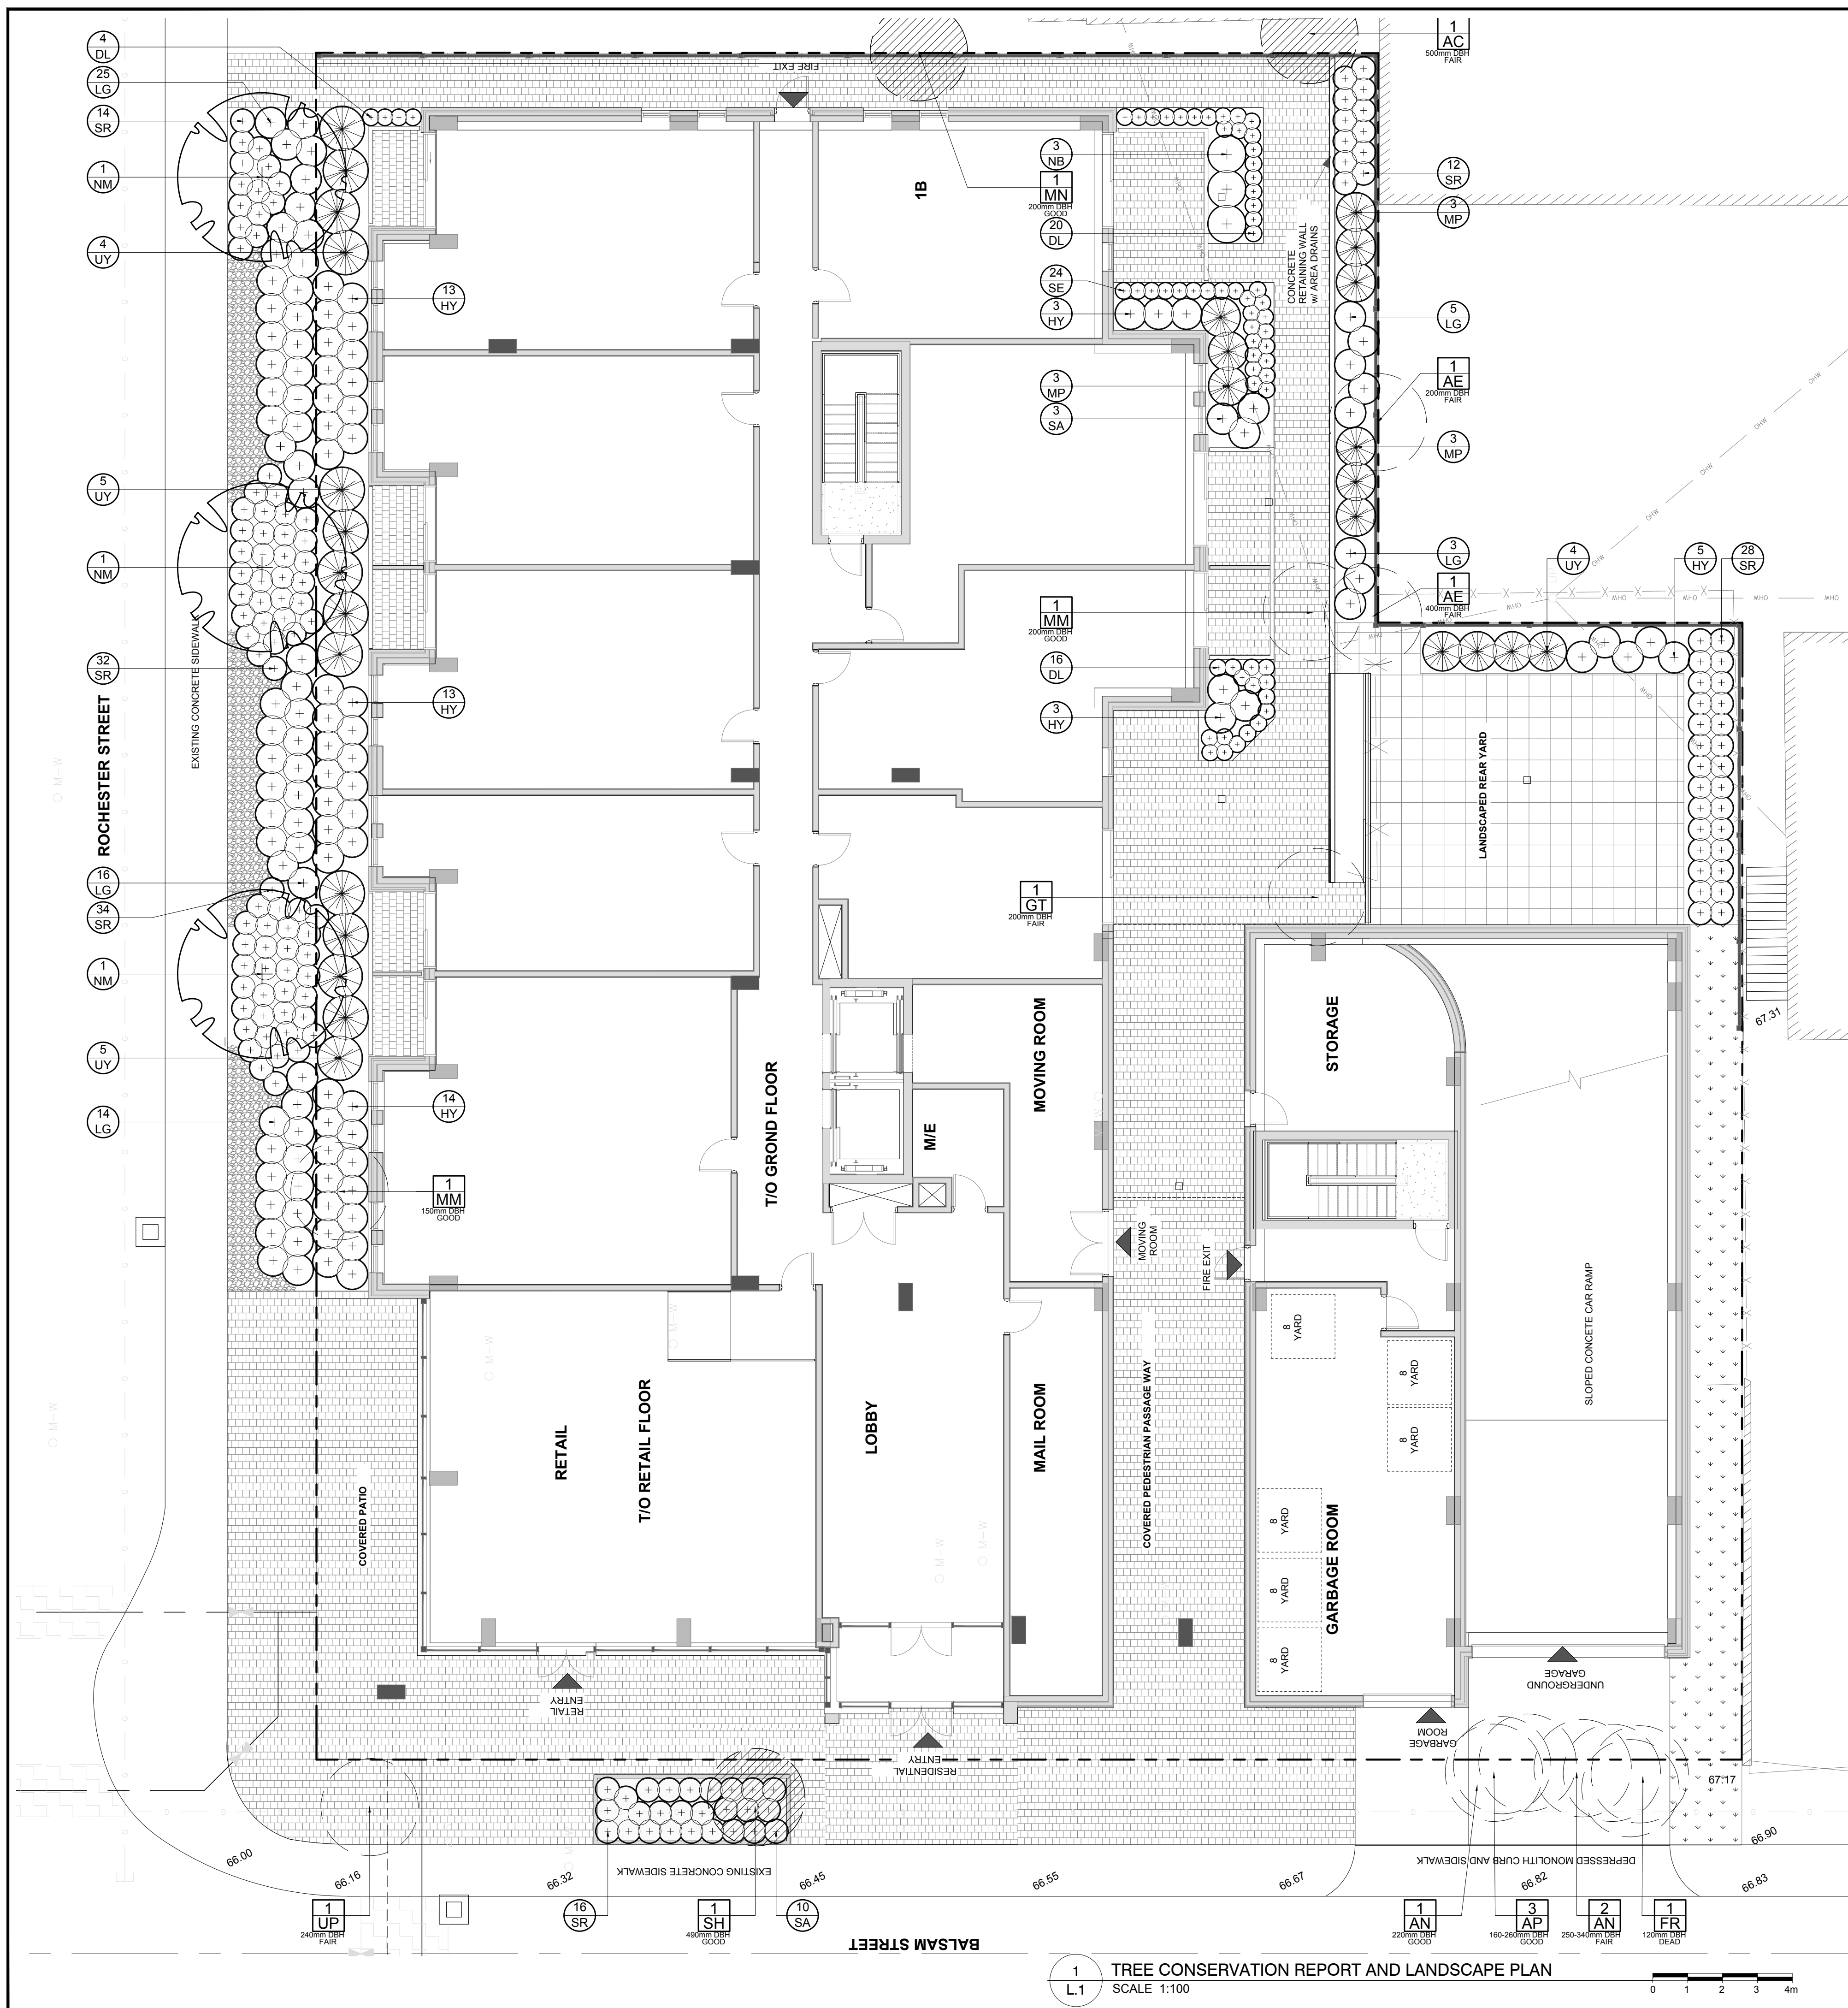 4
DL
25
LG
14
SR
1
NM
4
UY
5
UY
1
NM
32
SR
16
LG
34
SR
1
NM
5
UY
14
LG
ROCHESTER STREET
EXISTING CONCRETE SIDEWALK
13
HY
13
HY
14
HY
1
MM
150mm DBH
GOOD
FIRE EXIT
1B
3
NB
1
MN
200mm DBH
GOOD
20
DL
24
SE
3
HY
3
MP
3
SA
1
MM
200mm DBH
GOOD
16
DL
3
HY
1
GT
200mm DBH
FAIR
CONCRETE
RETAINING WALL
w/ AREA DRAINS
1
AC
500mm DBH
FAIR
12
SR
3
MP
5
LG
1
AE
200mm DBH
FAIR
3
MP
3
LG
1
AE
400mm DBH
FAIR
4
UY
5
HY
28
SR
OHW
OHW
OHW
OHW
OHW
OHW
OHW
OHW
OHW
OHW
OHW
LANDSCAPED REAR YARD
67.31
T/O GROND FLOOR
MOVING ROOM
M/E
STORAGE
MOVING
ROOM
FIRE EXIT
COVERED PATIO
RETAIL
T/O RETAIL FLOOR
LOBBY
MAIL ROOM
COVERED PEDESTRIAN PASSAGE WAY
GARBAGE ROOM
8
YARD
8
YARD
8
YARD
8
YARD
8
YARD
8
YARD
SLOPED CONCETE CAR RAMP
RETAIL
ENTRY
RESIDENTIAL
ENTRY
GARBAGE
ROOM
UNDERGROUND
GARAGE
67.17
66.00
66.16
66.32
66.45
66.55
66.67
66.82
66.83
66.90
EXISTING CONCRETE SIDEWALK
DEPRESSED MONOLITH CURB AND SIDEWALK
1
UP
240mm DBH
FAIR
16
SR
1
SH
490mm DBH
GOOD
10
SA
1
AN
220mm DBH
GOOD
3
AP
160-260mm DBH
GOOD
2
AN
250-340mm DBH
FAIR
1
FR
120mm DBH
DEAD
BALSAM STREET
1
L.1
TREE CONSERVATION REPORT AND LANDSCAPE PLAN
SCALE 1:100
0 1 2 3 4m